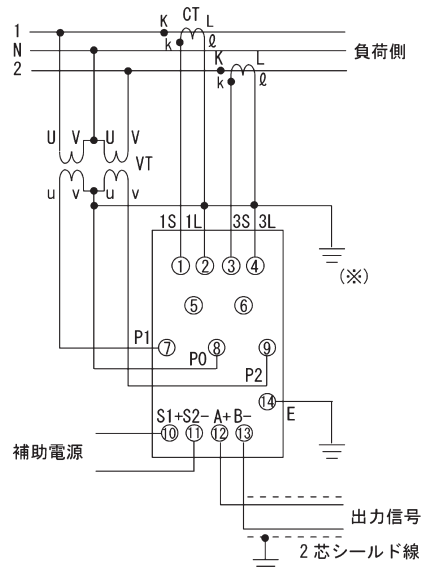 K CT L
1
N
2
K L
k ℓ
k ℓ
負荷側
U V U V
VT
u v u v
1S 1L 3S 3L
① ② ③ ④
(※)
⑤ ⑥
P1 ⑦ ⑧ ⑨
P0 P2
⑭ E
S1+ S2- A+ B-
⑩ ⑪ ⑫ ⑬
補助電源
出力信号
2芯シールド線